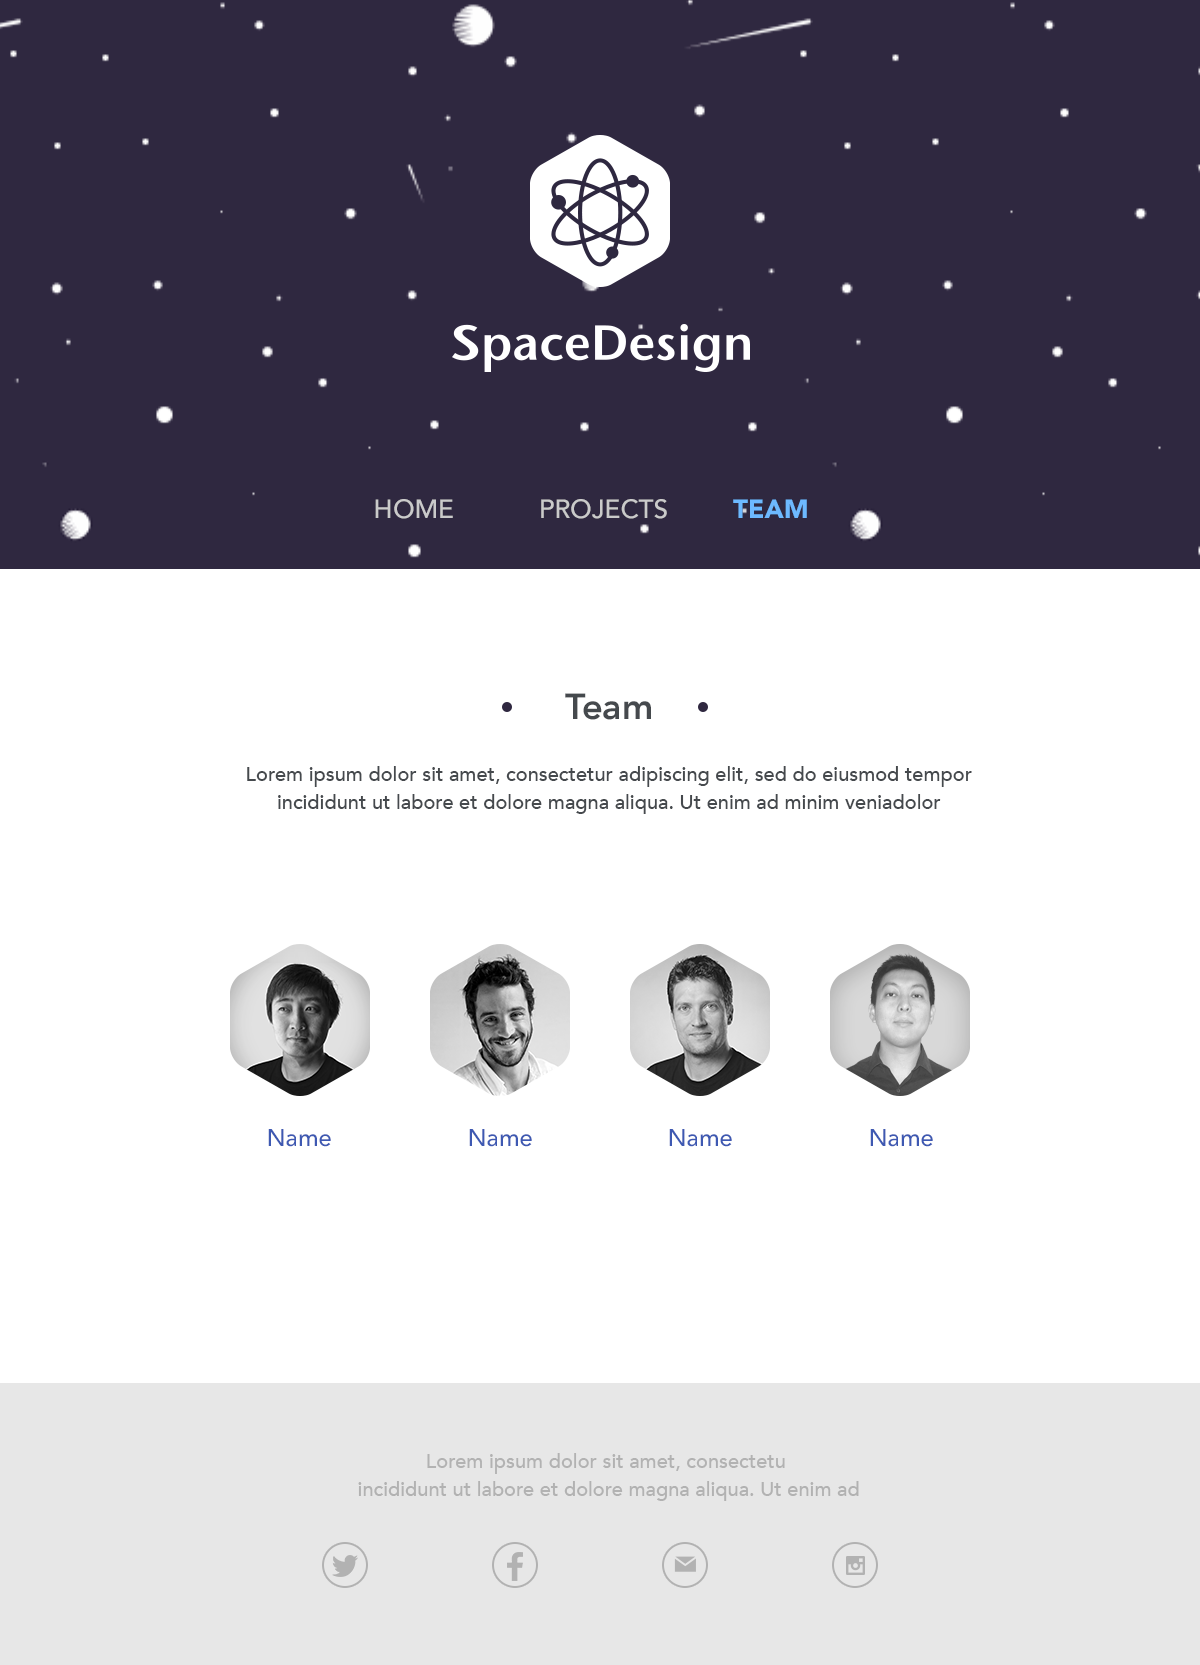 SpaceDesign
HOME PROJECTS TEAM
Team
Lorem ipsum dolor sit amet, consectetur adipiscing elit, sed do eiusmod tempor
incididunt ut labore et dolore magna aliqua. Ut enim ad minim veniadolor
Name Name Name Name
Lorem ipsum dolor sit amet, consectetu
incididunt ut labore et dolore magna aliqua. Ut enim ad